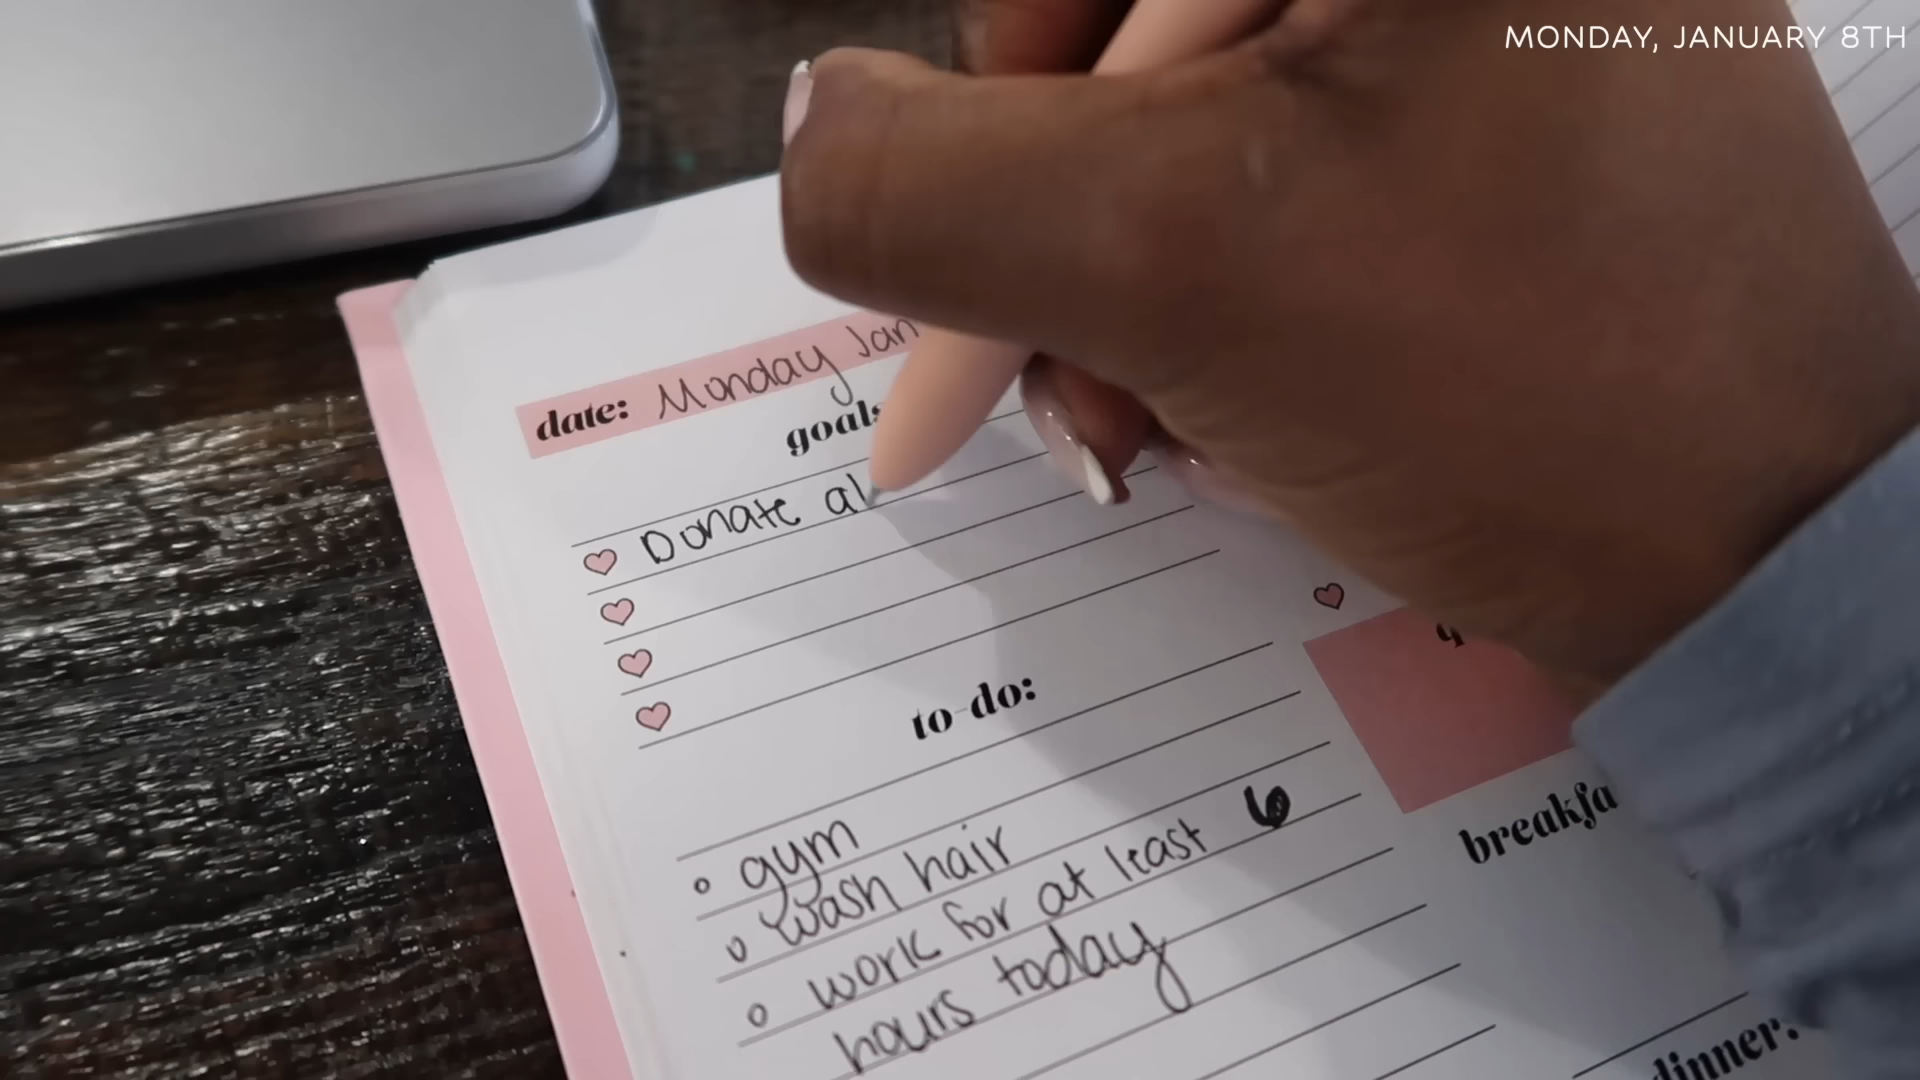 MONDAY, JANUARY 8TH
date: Monday Jan
goals
Donate al
to-do:
gym
wash hair
work for at least 6
hours today
breakfa
dinner: